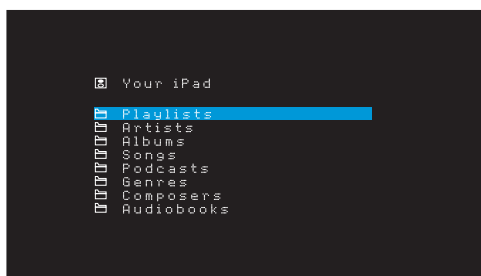 Your iPad
Playlists
Artists
Albums
Songs
Podcasts
Genres
Composers
Audiobooks